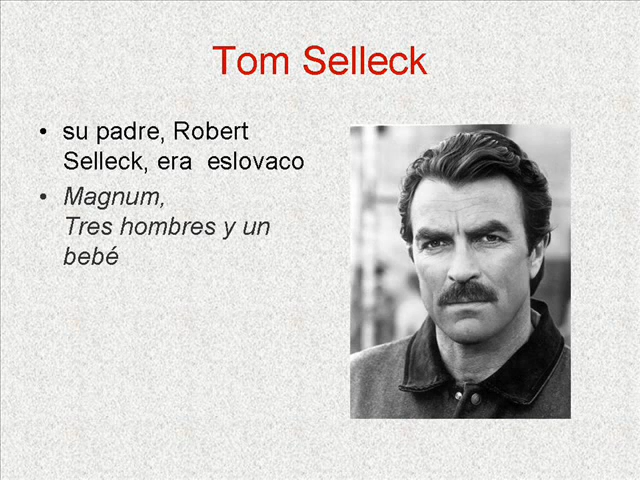 Tom Selleck
• su padre, Robert
Selleck, era eslovaco
• Magnum,
Tres hombres y un
bebé